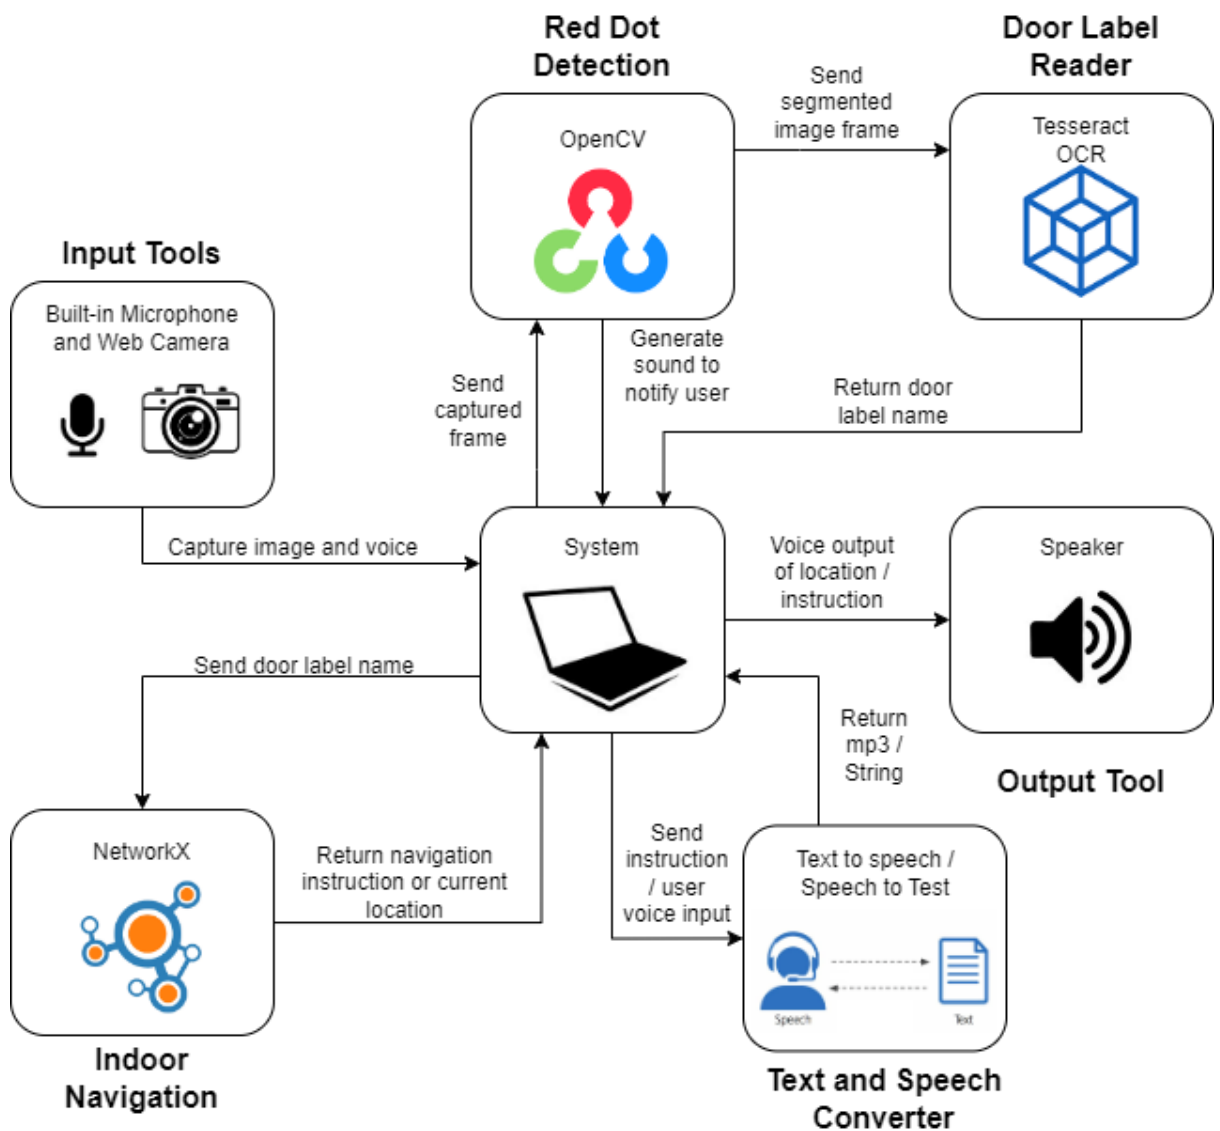 Red Dot
Detection
Door Label
Reader
OpenCV
Send
segmented
image frame
Tesseract
OCR
Input Tools
Built-in Microphone
and Web Camera
Send
captured
frame
Generate
sound to
notify user
Return door
label name
Capture image and voice
System
Voice output
of location /
instruction
Speaker
Send door label name
Return
mp3 /
String
Output Tool
NetworkX
Return navigation
instruction or current
location
Send
instruction
/ user
voice input
Text to speech /
Speech to Test
Speech
Text
Indoor
Navigation
Text and Speech
Converter